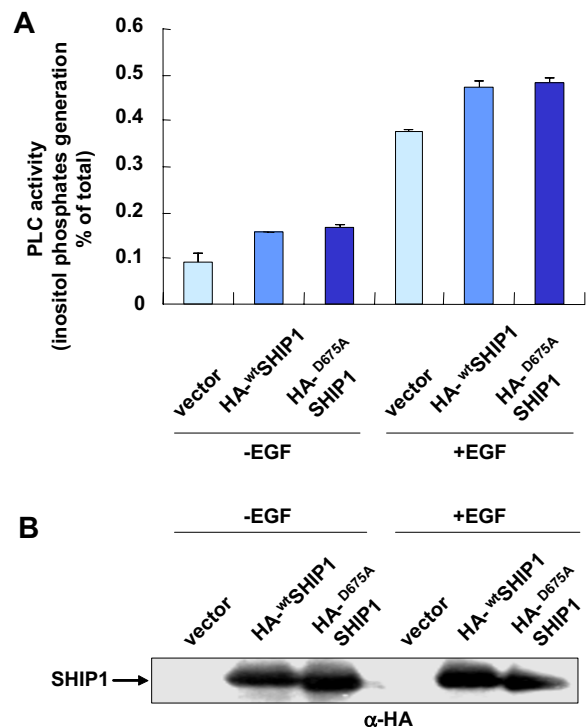 A
PLC activity
(inositol phosphates generation
% of total)
0.6
0.5
0.4
0.3
0.2
0.1
0
vector
HA-wtSHIP1
HA-D675A
SHIP1
vector
HA-wtSHIP1
HA-D675A
SHIP1
-EGF
+EGF
B
-EGF
+EGF
vector
HA-wtSHIP1
HA-D675A
SHIP1
vector
HA-wtSHIP1
HA-D675A
SHIP1
SHIP1
α-HA